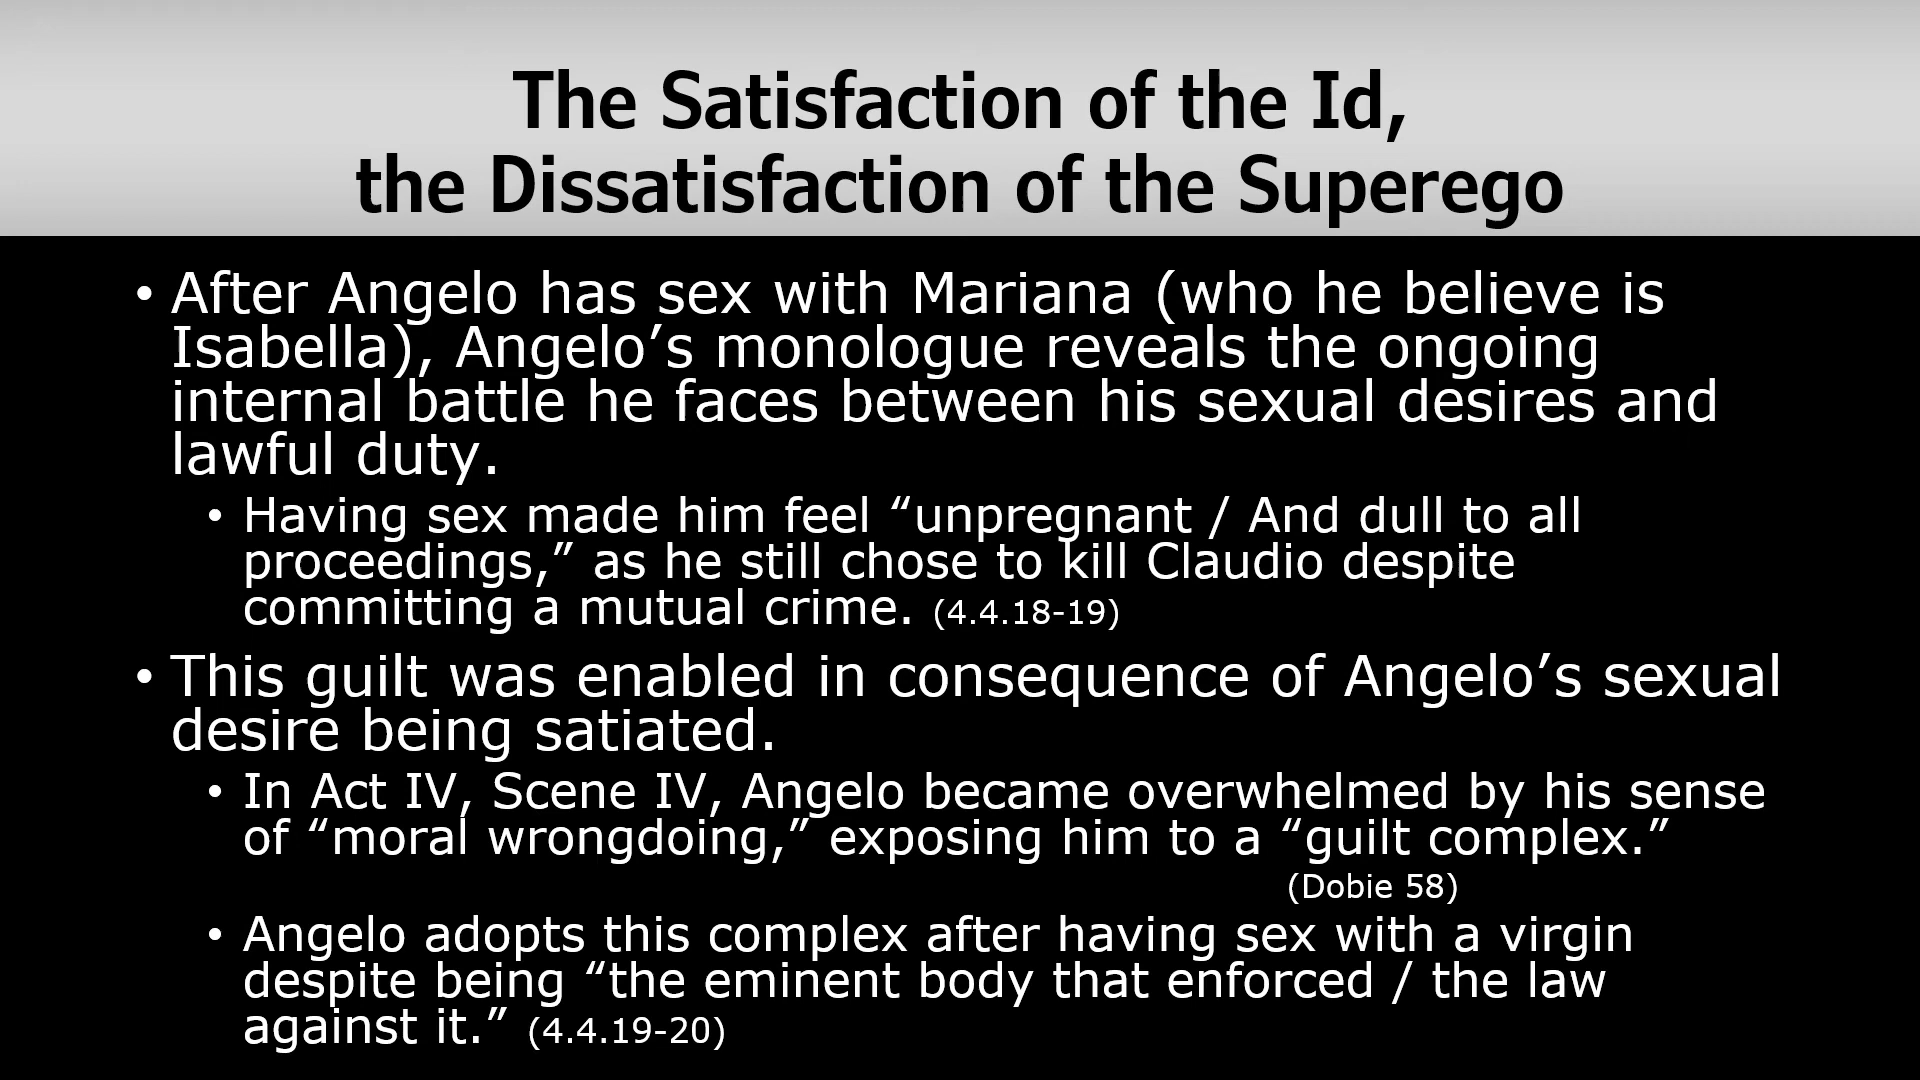 The Satisfaction of the Id,
the Dissatisfaction of the Superego
• After Angelo has sex with Mariana (who he believe is
Isabella), Angelo’s monologue reveals the ongoing
internal battle he faces between his sexual desires and
lawful duty.
• Having sex made him feel “unpregnant / And dull to all
proceedings,” as he still chose to kill Claudio despite
committing a mutual crime. (4.4.18-19)
• This guilt was enabled in consequence of Angelo’s sexual
desire being satiated.
• In Act IV, Scene IV, Angelo became overwhelmed by his sense
of “moral wrongdoing,” exposing him to a “guilt complex.”
(Dobie 58)
• Angelo adopts this complex after having sex with a virgin
despite being “the eminent body that enforced / the law
against it.” (4.4.19-20)